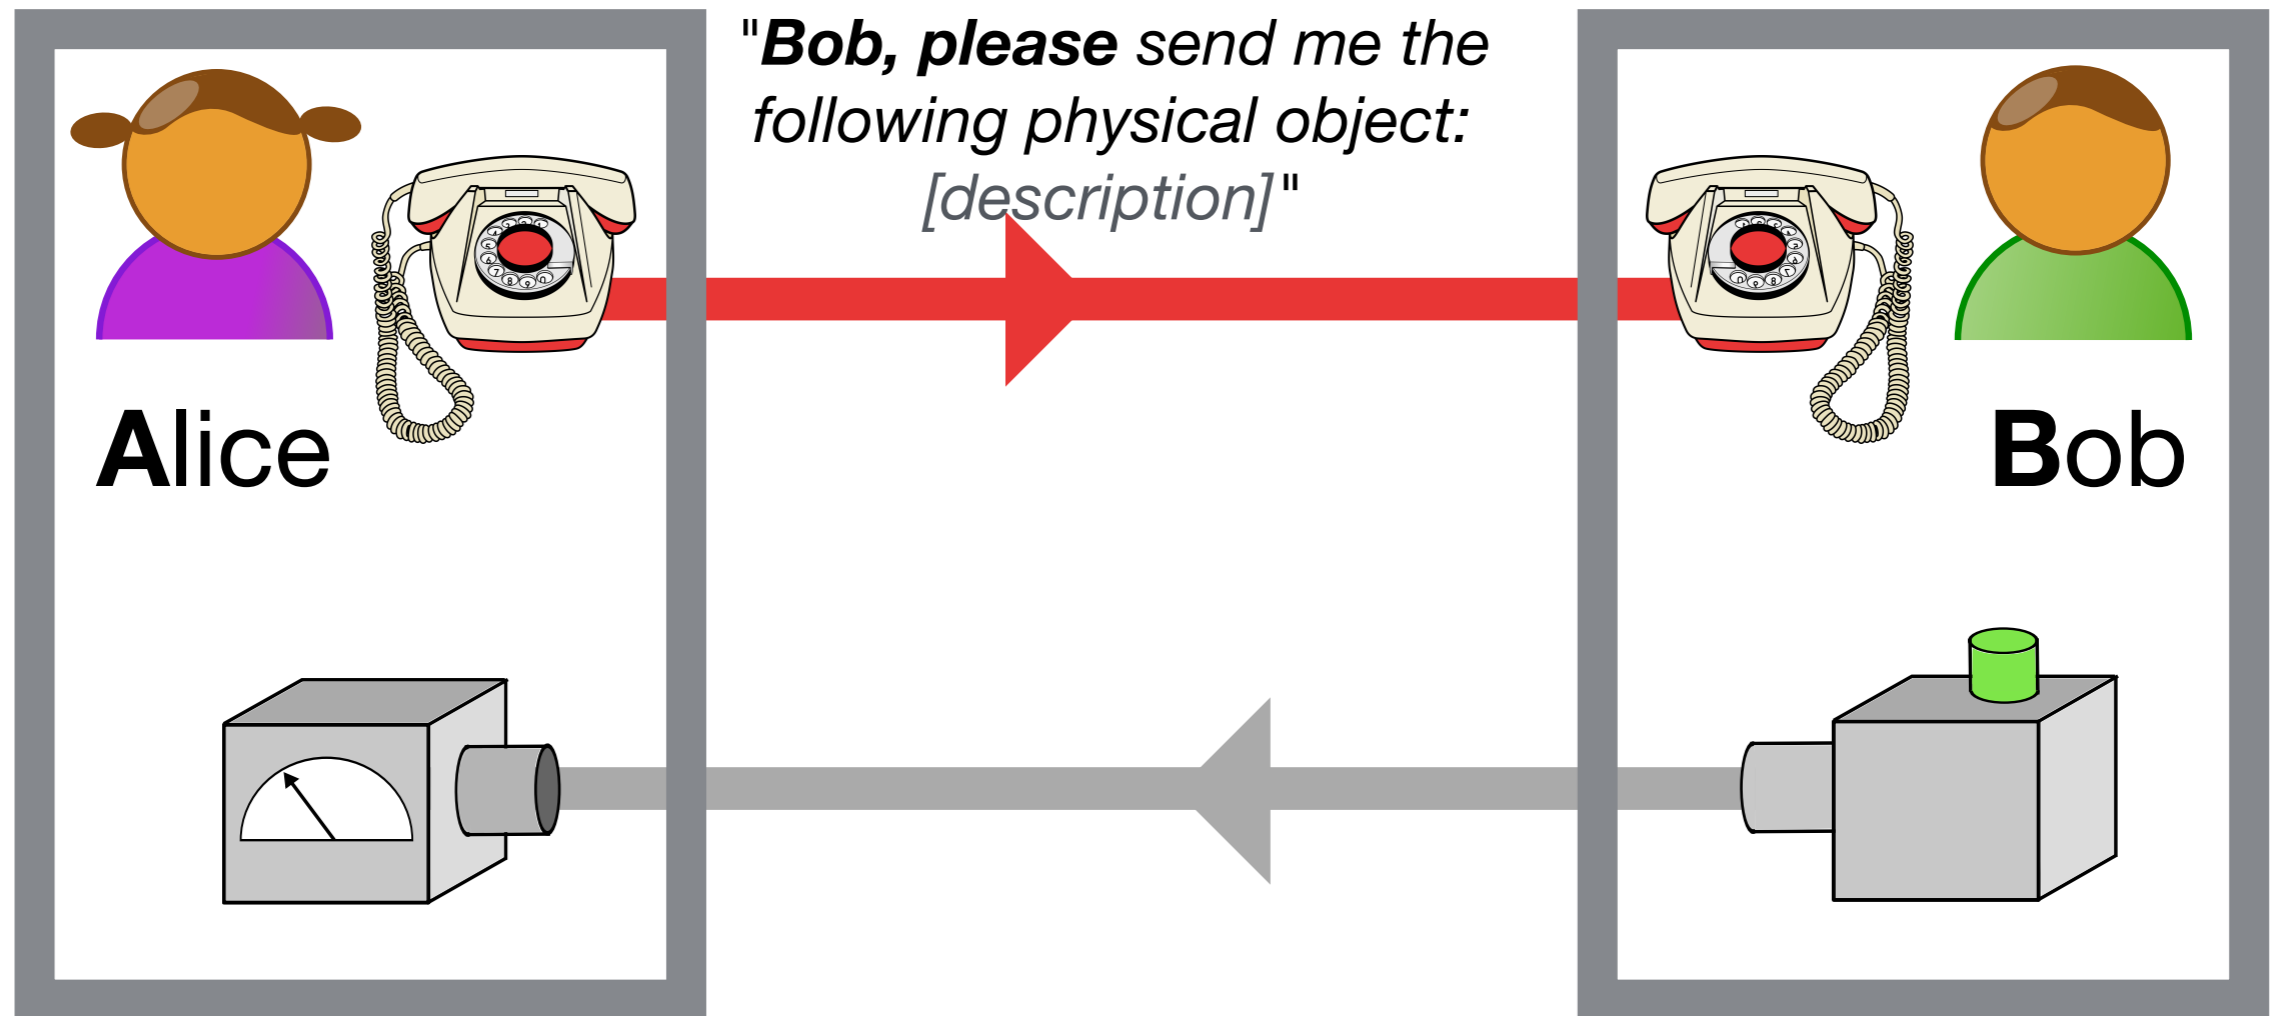 "Bob, please send me the
following physical object:
[description]"
Alice
Bob